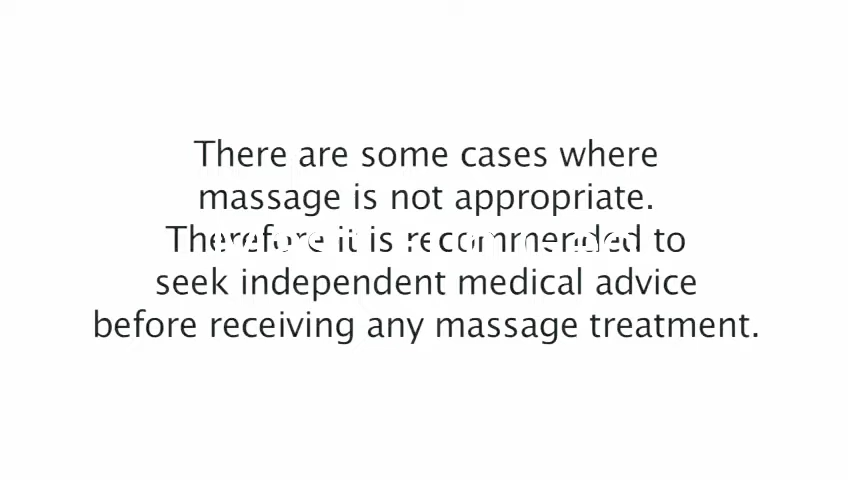 There are some cases where
massage is not appropriate.
Therefore it is recommended to
seek independent medical advice
before receiving any massage treatment.